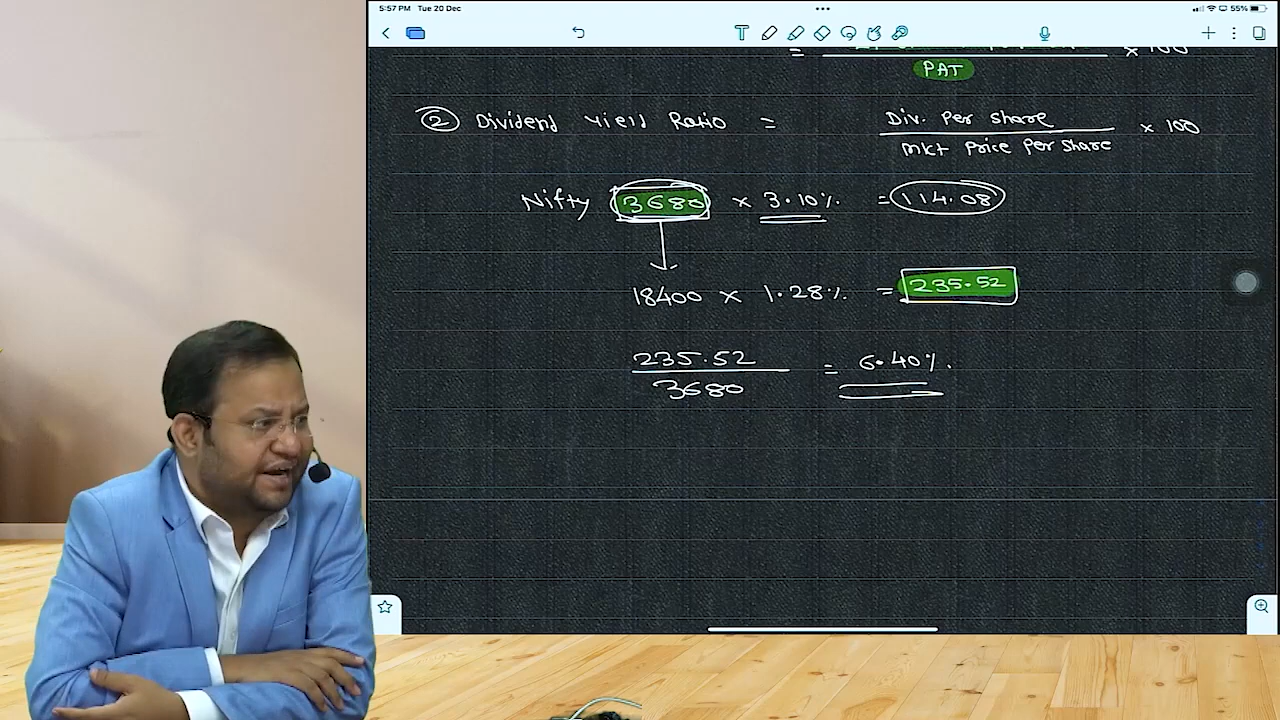 5:57 PM Tue 20 Dec
55%
= × 100
PAT
② Dividend Yield Ratio = Div. Per Share
Mkt Price Per Share × 100
Nifty 3680 × 3.10% = 114.08
18400 × 1.28% = 235.52
235.52
3680 = 6.40%.